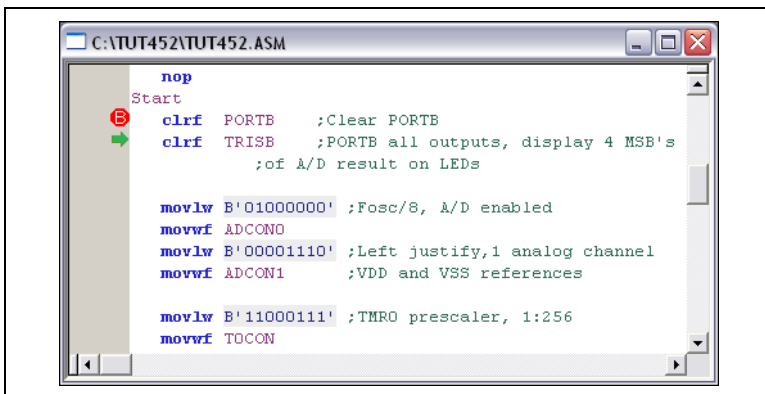 C:\TUT452\TUT452.ASM
nop
Start
B clrf PORTB ;Clear PORTB
clrf TRISB ;PORTB all outputs, display 4 MSB's
;of A/D result on LEDs
movlw B'01000000' ;Fosc/8, A/D enabled
movwf ADCON0
movlw B'00001110' ;Left justify,1 analog channel
movwf ADCON1 ;VDD and VSS references
movlw B'11000111' ;TMR0 prescaler, 1:256
movwf T0CON